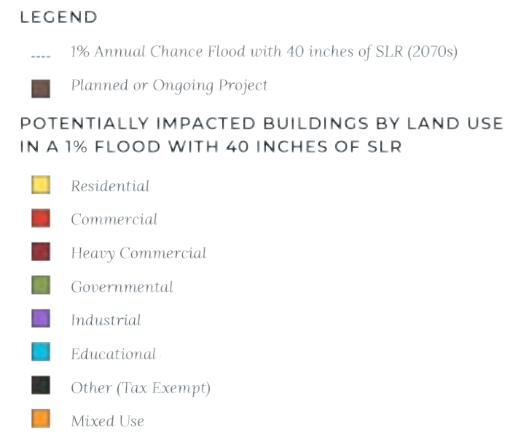 LEGEND
1% Annual Chance Flood with 40 inches of SLR (2070s)
Planned or Ongoing Project
POTENTIALLY IMPACTED BUILDINGS BY LAND USE
IN A 1% FLOOD WITH 40 INCHES OF SLR
Residential
Commercial
Heavy Commercial
Governmental
Industrial
Educational
Other (Tax Exempt)
Mixed Use